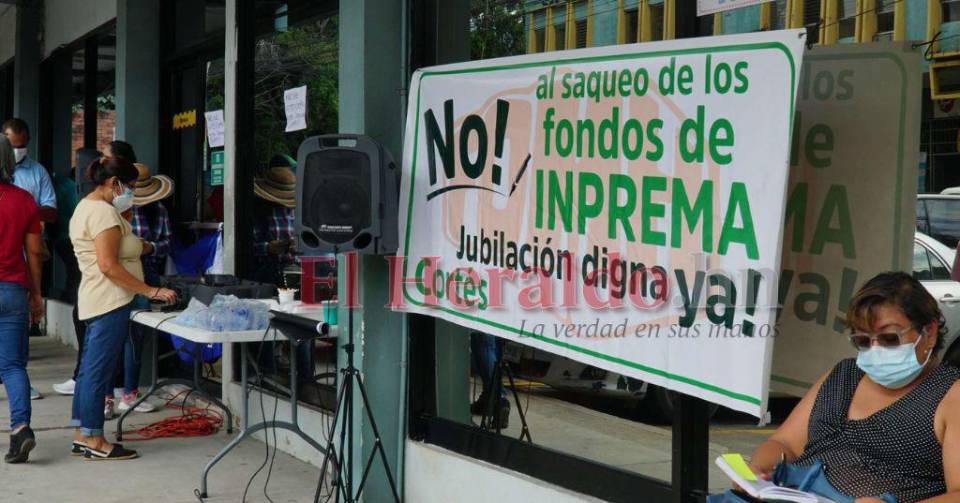 No!
al saqueo de los
fondos de
INPREMA
Jubilación digna ya!
Cortés
El Heraldo.hn
La verdad en sus manos